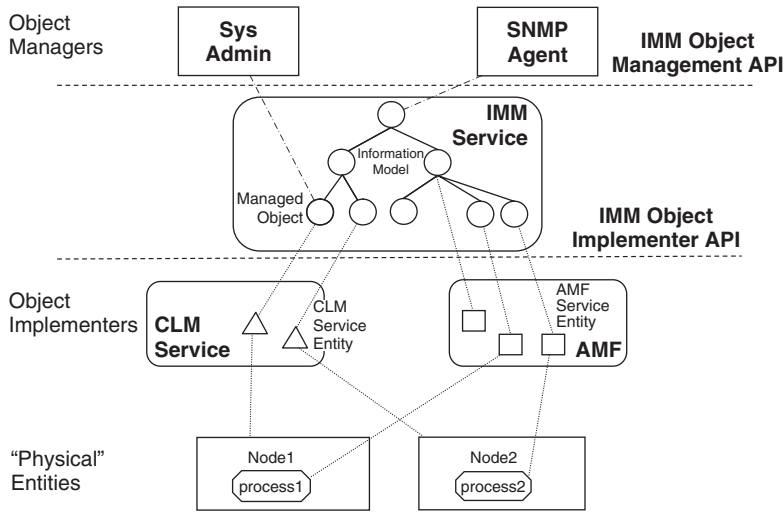 Object
Managers
Sys
Admin
SNMP
Agent
IMM Object
Management API
IMM
Service
Information
Model
Managed
Object
IMM Object
Implementer API
Object
Implementers
CLM
Service
CLM
Service
Entity
AMF
Service
Entity
AMF
“Physical”
Entities
Node1
process1
Node2
process2